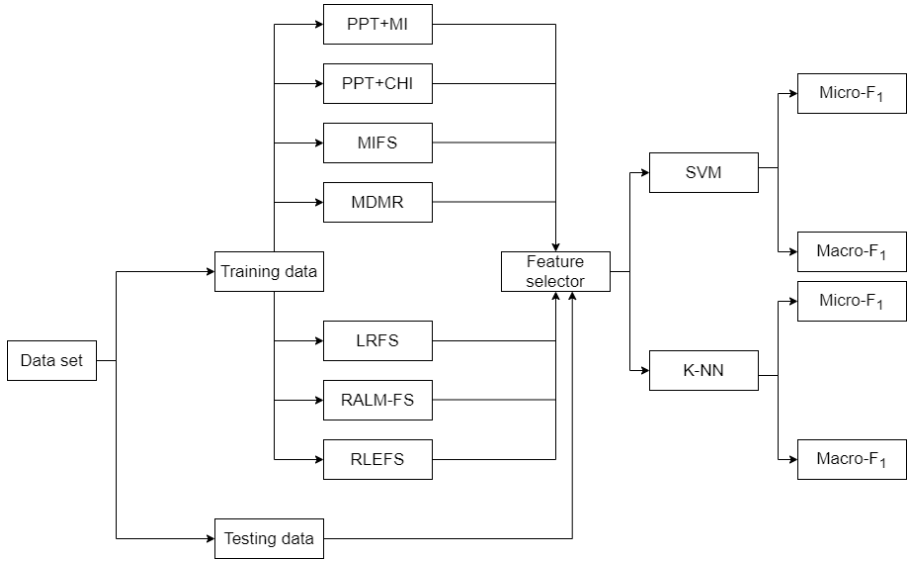 PPT+MI
PPT+CHI
MIFS
MDMR
Training data
Feature
selector
SVM
Micro-F₁
Macro-F₁
Data set
LRFS
RALM-FS
RLEFS
K-NN
Micro-F₁
Macro-F₁
Testing data